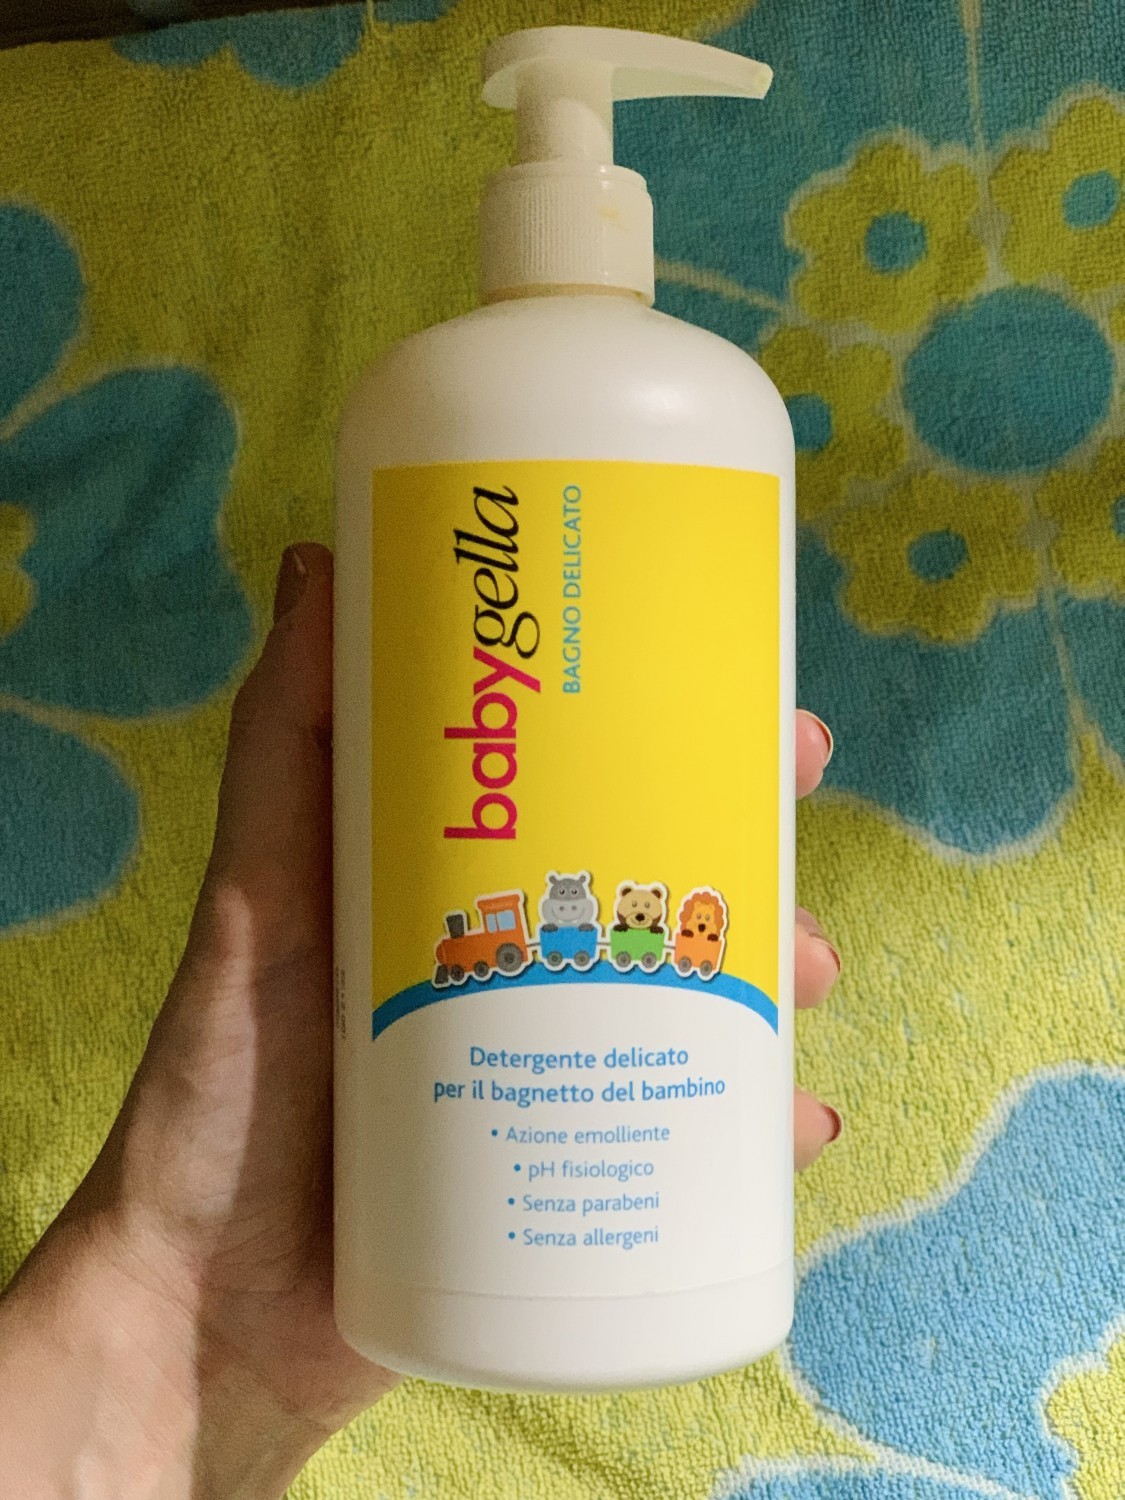 babygella
BAGNO DELICATO
Detergente delicato
per il bagnetto del bambino
• Azione emolliente
• pH fisiologico
• Senza parabeni
• Senza allergeni